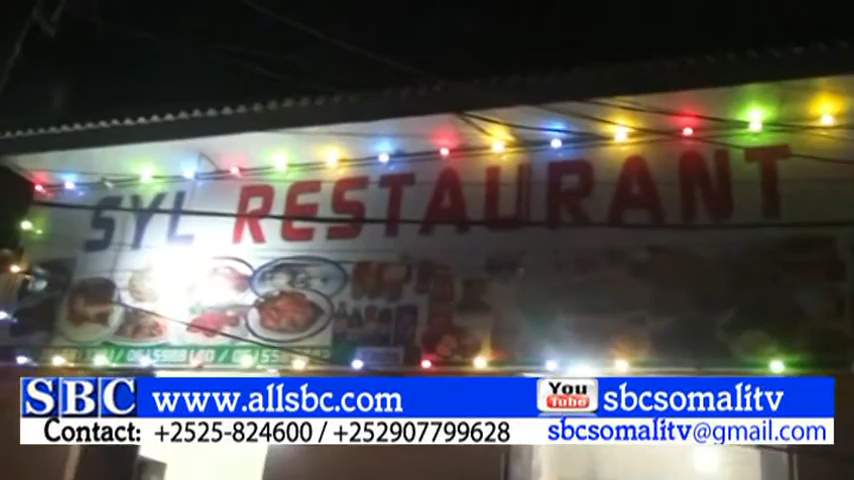 SYL RESTAURANT
SBC www.allsbc.com You Tube sbcsomalitv
Contact: +2525-824600 / +252907799628 sbcsomalitv@gmail.com